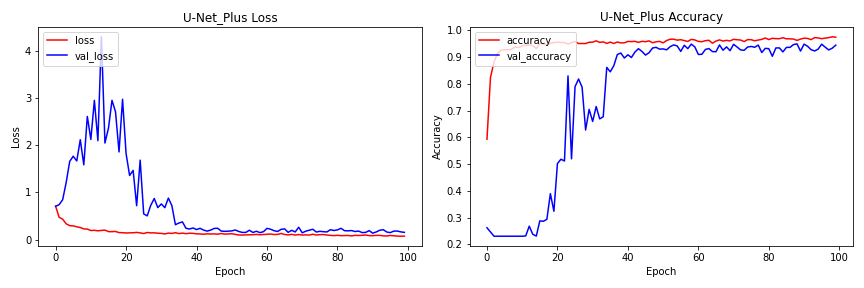 U-Net_Plus Loss
loss
val_loss
4
3
2
1
0
Loss
0
20
40
60
80
100
Epoch
U-Net_Plus Accuracy
accuracy
val_accuracy
1.0
0.9
0.8
0.7
0.6
0.5
0.4
0.3
0.2
Accuracy
0
20
40
60
80
100
Epoch